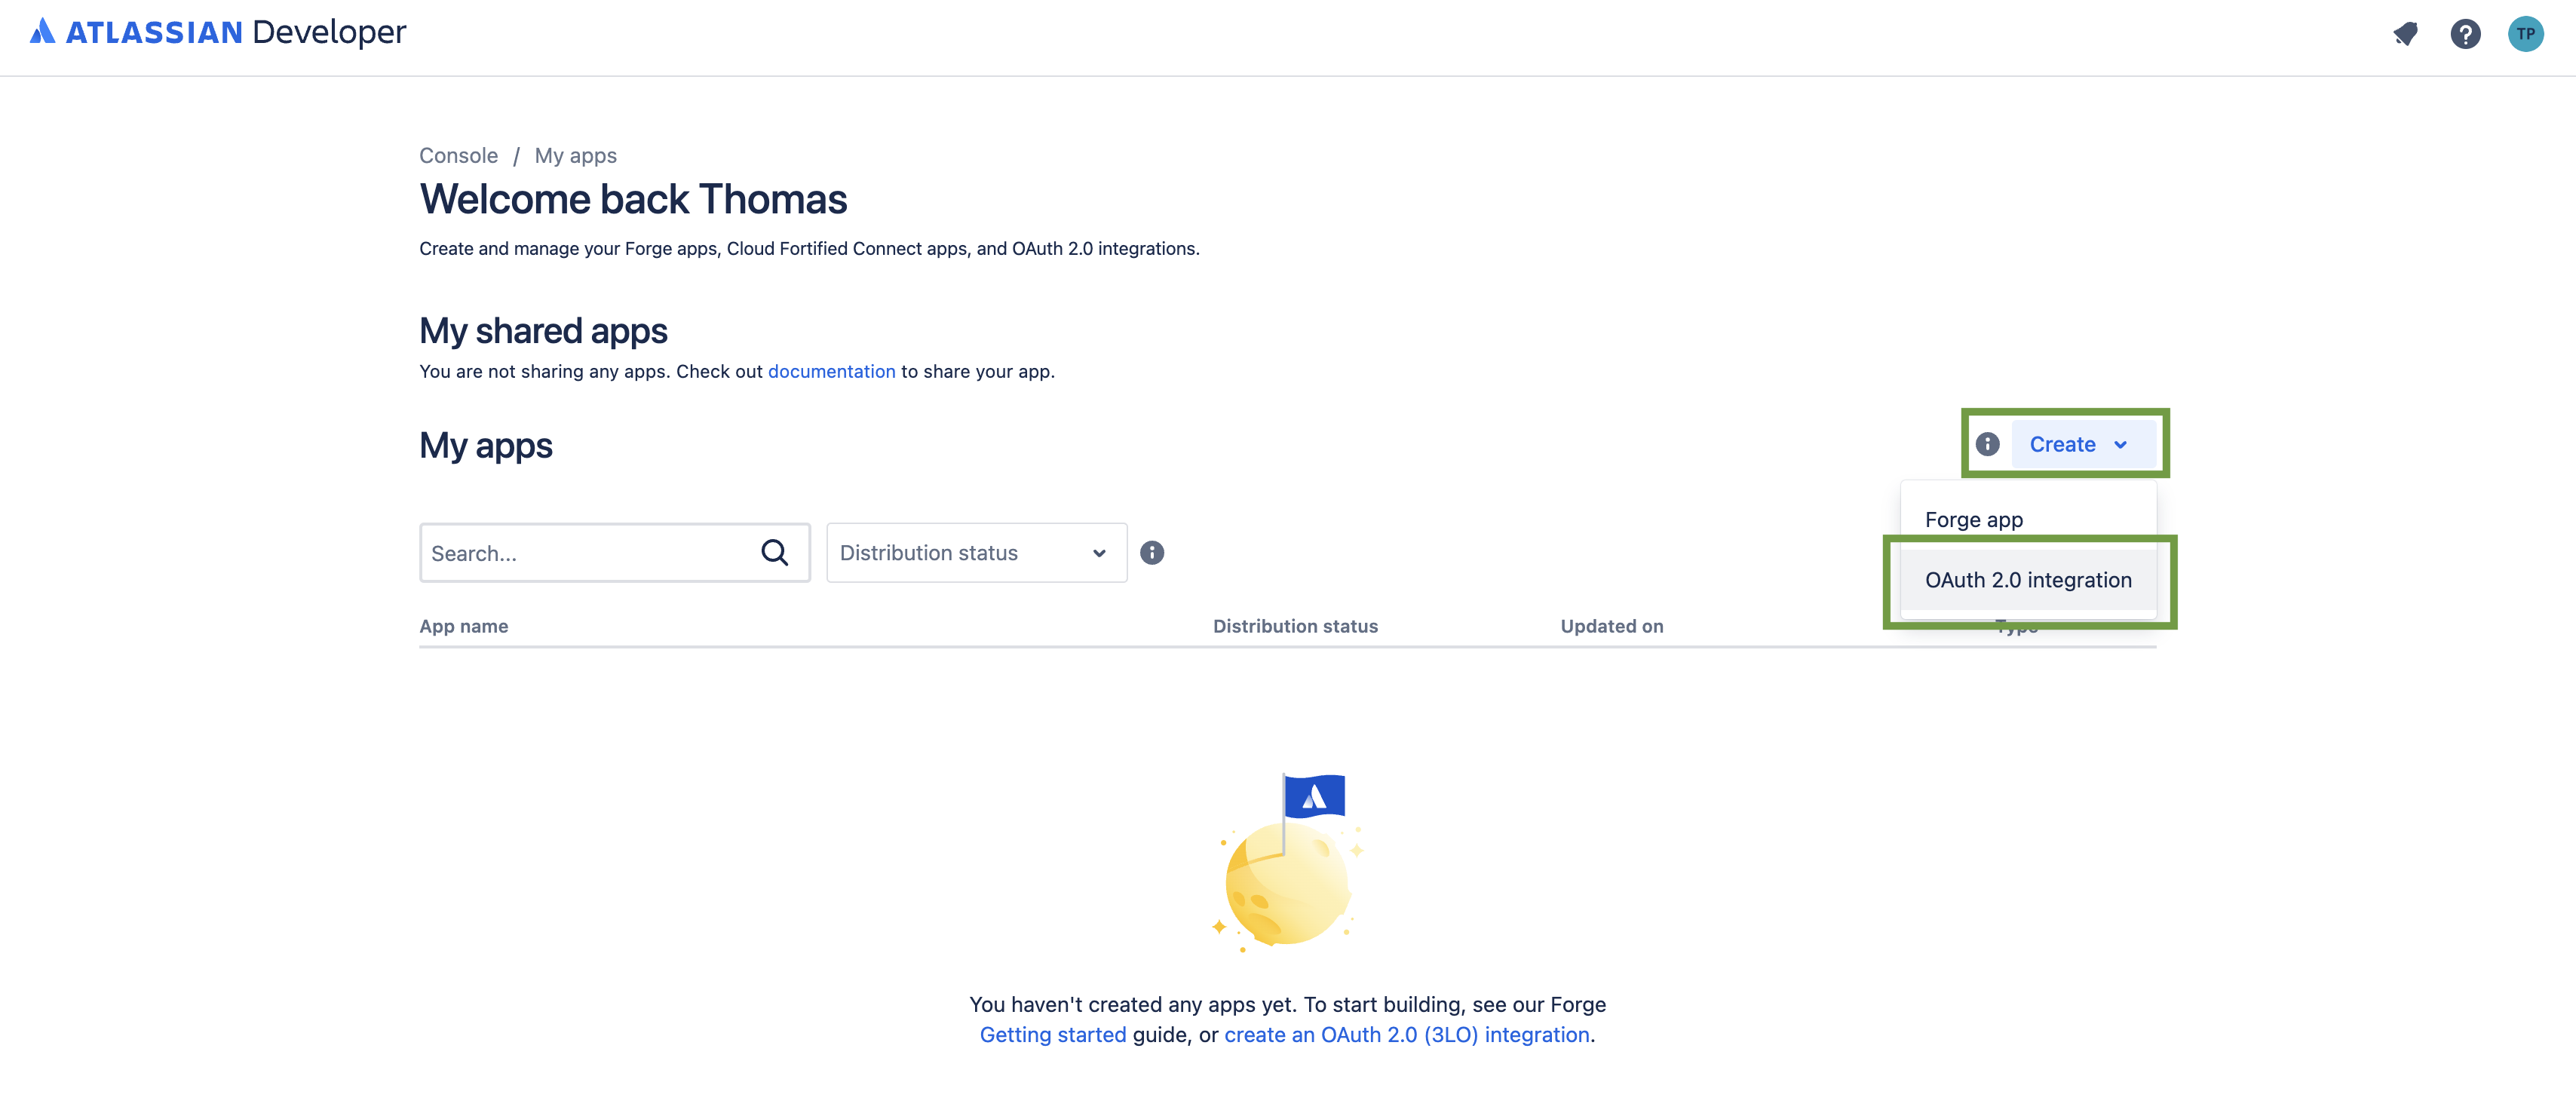 ATLASSIAN Developer
TP
Console / My apps
Welcome back Thomas
Create and manage your Forge apps, Cloud Fortified Connect apps, and OAuth 2.0 integrations.
My shared apps
You are not sharing any apps. Check out documentation to share your app.
My apps
Create
Forge app
Search...
Distribution status
OAuth 2.0 integration
App name
Distribution status
Updated on
Type
You haven't created any apps yet. To start building, see our Forge
Getting started guide, or create an OAuth 2.0 (3LO) integration.